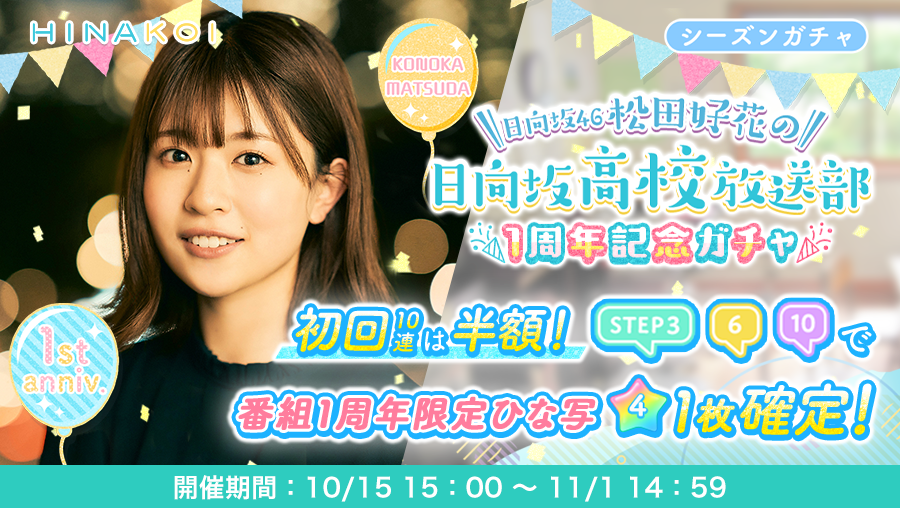 HINAKOI
シーズンガチャ
KONOKA
MATSUDA
日向坂46松田好花の
日向坂高校放送部
1周年記念ガチャ
1st
anniv.
初回10連は半額! STEP3 6 10 で
番組1周年限定ひな写 4 1枚確定!
開催期間:10/15 15:00 〜 11/1 14:59